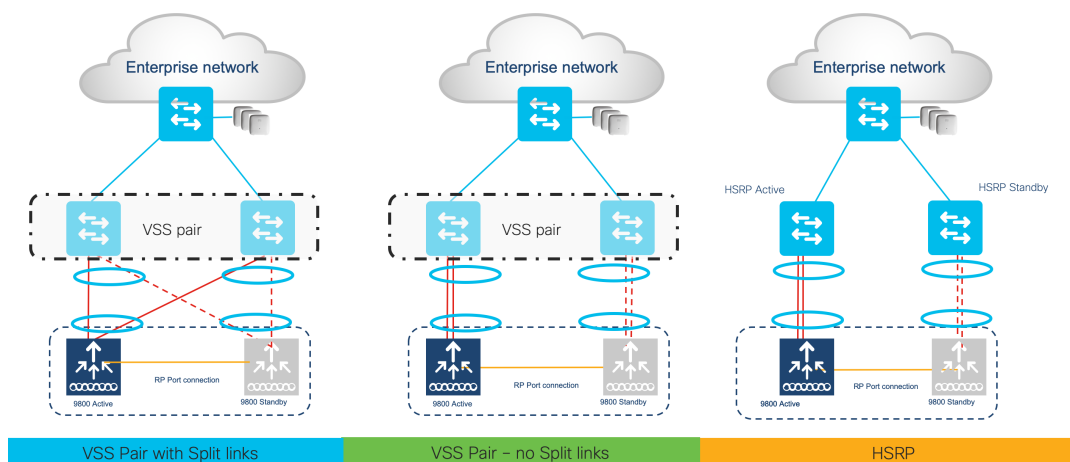 Enterprise network
VSS pair
RP Port connection
9800 Active
9800 Standby
VSS Pair with Split links
Enterprise network
VSS pair
RP Port connection
9800 Active
9800 Standby
VSS Pair – no Split links
Enterprise network
HSRP Active
HSRP Standby
RP Port connection
9800 Active
9800 Standby
HSRP